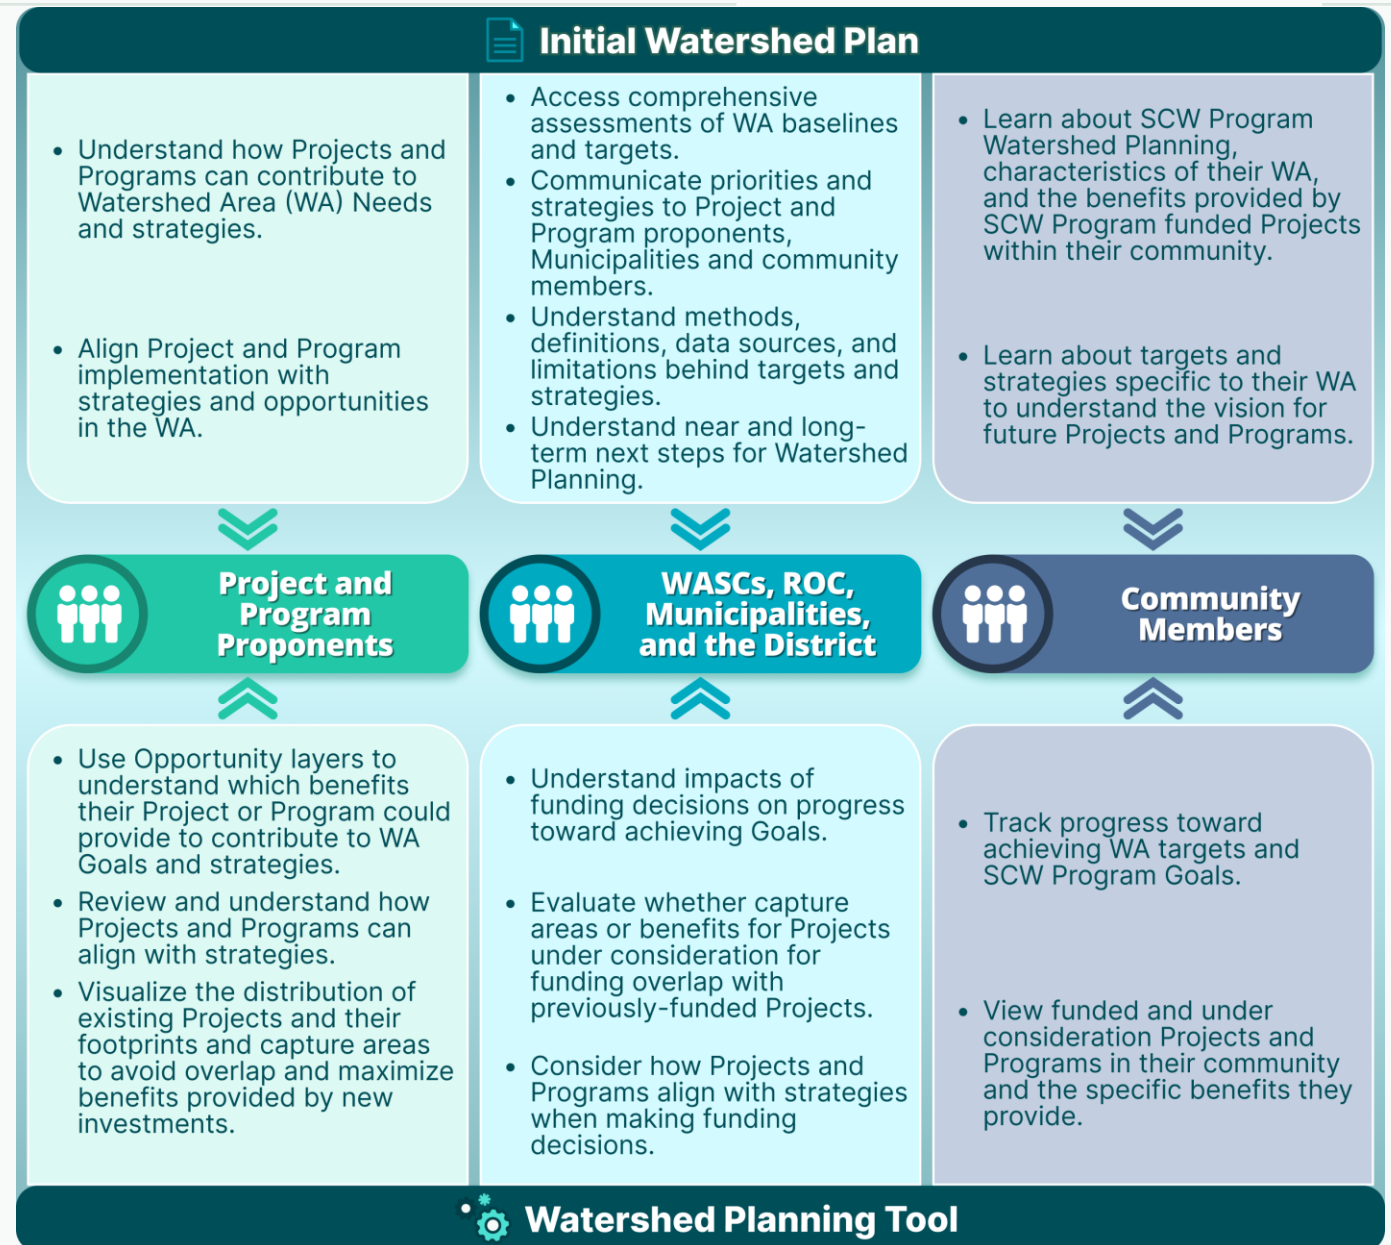 Initial Watershed Plan
• Understand how Projects and
Programs can contribute to
Watershed Area (WA) Needs
and strategies.
• Align Project and Program
implementation with
strategies and opportunities
in the WA.
• Access comprehensive
assessments of WA baselines
and targets.
• Communicate priorities and
strategies to Project and
Program proponents,
Municipalities and community
members.
• Understand methods,
definitions, data sources, and
limitations behind targets and
strategies.
• Understand near and long-
term next steps for Watershed
Planning.
• Learn about SCW Program
Watershed Planning,
characteristics of their WA,
and the benefits provided by
SCW Program funded Projects
within their community.
• Learn about targets and
strategies specific to their WA
to understand the vision for
future Projects and Programs.
Project and
Program
Proponents
WASCs, ROC,
Municipalities,
and the District
Community
Members
• Use Opportunity layers to
understand which benefits
their Project or Program could
provide to contribute to WA
Goals and strategies.
• Review and understand how
Projects and Programs can
align with strategies.
• Visualize the distribution of
existing Projects and their
footprints and capture areas
to avoid overlap and maximize
benefits provided by new
investments.
• Understand impacts of
funding decisions on progress
toward achieving Goals.
• Evaluate whether capture
areas or benefits for Projects
under consideration for
funding overlap with
previously-funded Projects.
• Consider how Projects and
Programs align with strategies
when making funding
decisions.
• Track progress toward
achieving WA targets and
SCW Program Goals.
• View funded and under
consideration Projects and
Programs in their community
and the specific benefits they
provide.
Watershed Planning Tool